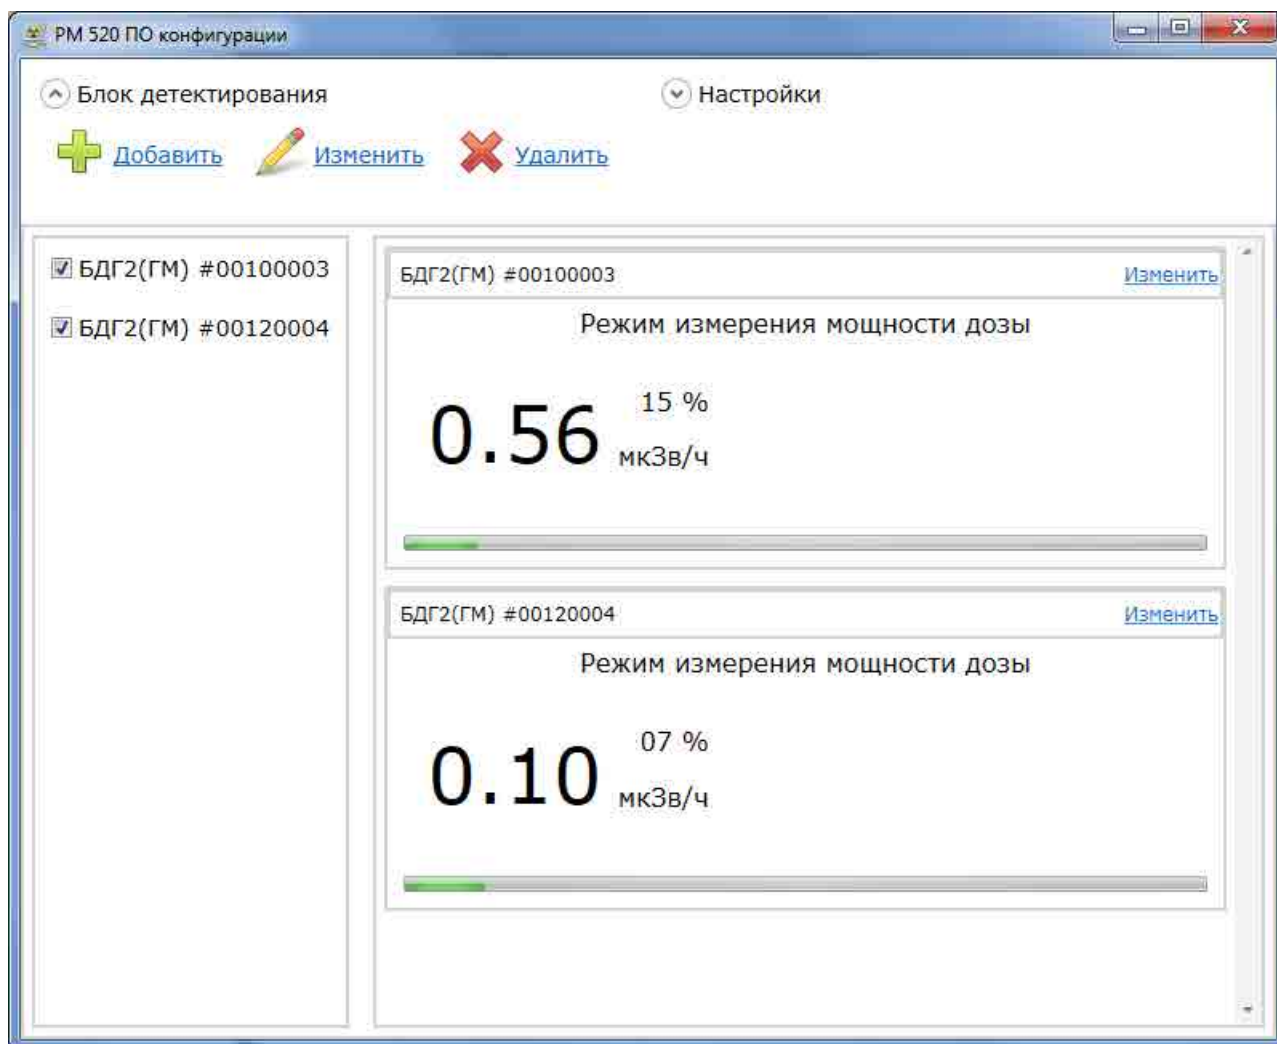 РМ 520 ПО конфигурации
Блок детектирования
Настройки
Добавить Изменить Удалить
БДГ2(ГМ) #00100003
БДГ2(ГМ) #00120004
БДГ2(ГМ) #00100003 Изменить
Режим измерения мощности дозы
15 %
0.56 мкЗв/ч
БДГ2(ГМ) #00120004 Изменить
Режим измерения мощности дозы
07 %
0.10 мкЗв/ч